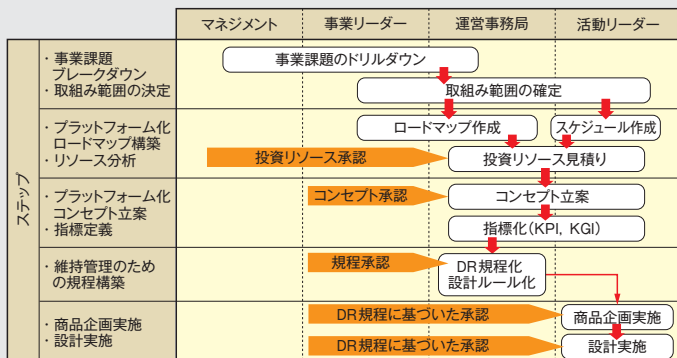 マネジメント
事業リーダー
運営事務局
活動リーダー
ステップ
・事業課題
ブレークダウン
・取組み範囲の決定
事業課題のドリルダウン
取組み範囲の確定
・プラットフォーム化
ロードマップ構築
・リソース分析
ロードマップ作成
スケジュール作成
投資リソース承認
投資リソース見積り
・プラットフォーム化
コンセプト立案
・指標定義
コンセプト承認
コンセプト立案
指標化(KPI, KGI)
・維持管理のため
の規程構築
規程承認
DR規程化
設計ルール化
・商品企画実施
・設計実施
DR規程に基づいた承認
商品企画実施
DR規程に基づいた承認
設計実施